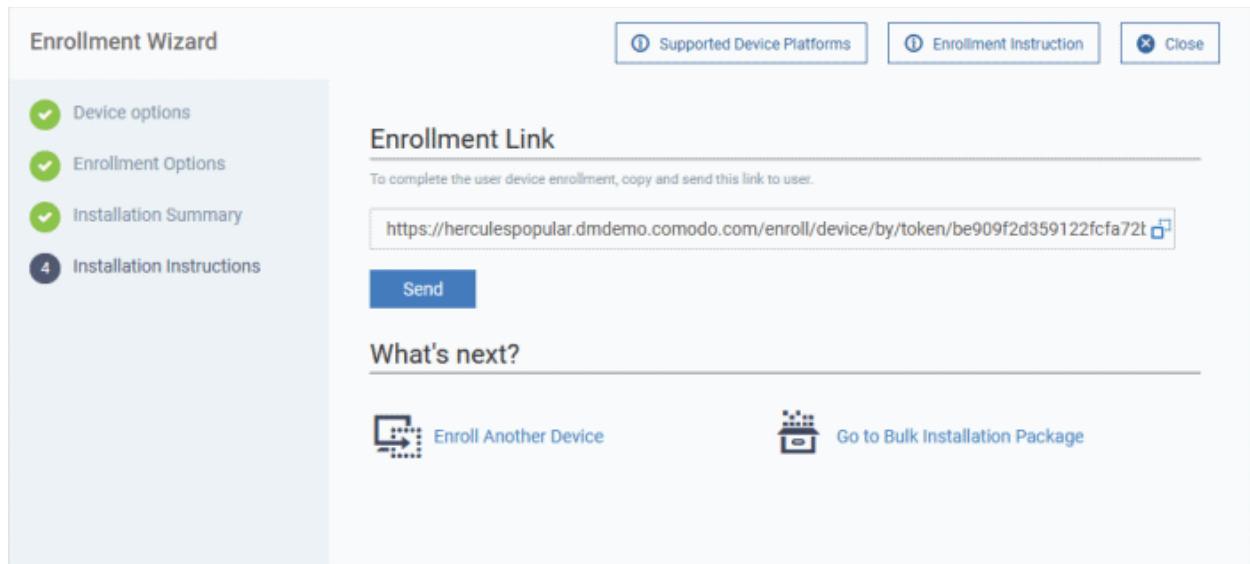 Enrollment Wizard
Supported Device Platforms
Enrollment Instruction
Close
Device options
Enrollment Options
Installation Summary
4
Installation Instructions
Enrollment Link
To complete the user device enrollment, copy and send this link to user.
https://herculespopular.dmdemo.comodo.com/enroll/device/by/token/be909f2d359122fcfa72
Send
What's next?
Enroll Another Device
Go to Bulk Installation Package